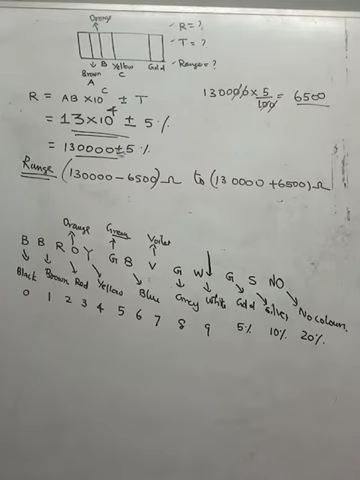 Orange
- R = ?
- T = ?
B Yellow
- Range = ?
Brown C Gold
A
R = AB × 10^C ± T
130000 × 5/100 = 6500
= 13 × 10^4 ± 5 %
= 130000 ± 5 %
Range (130000 - 6500) Ω to (130000 + 6500) Ω
Orange Green Voilet
B B R O Y G B V G W G S NO
Black Brown Red Yellow Blue Grey White Gold Silver No colour
0 1 2 3 4 5 6 7 8 9 5% 10% 20%